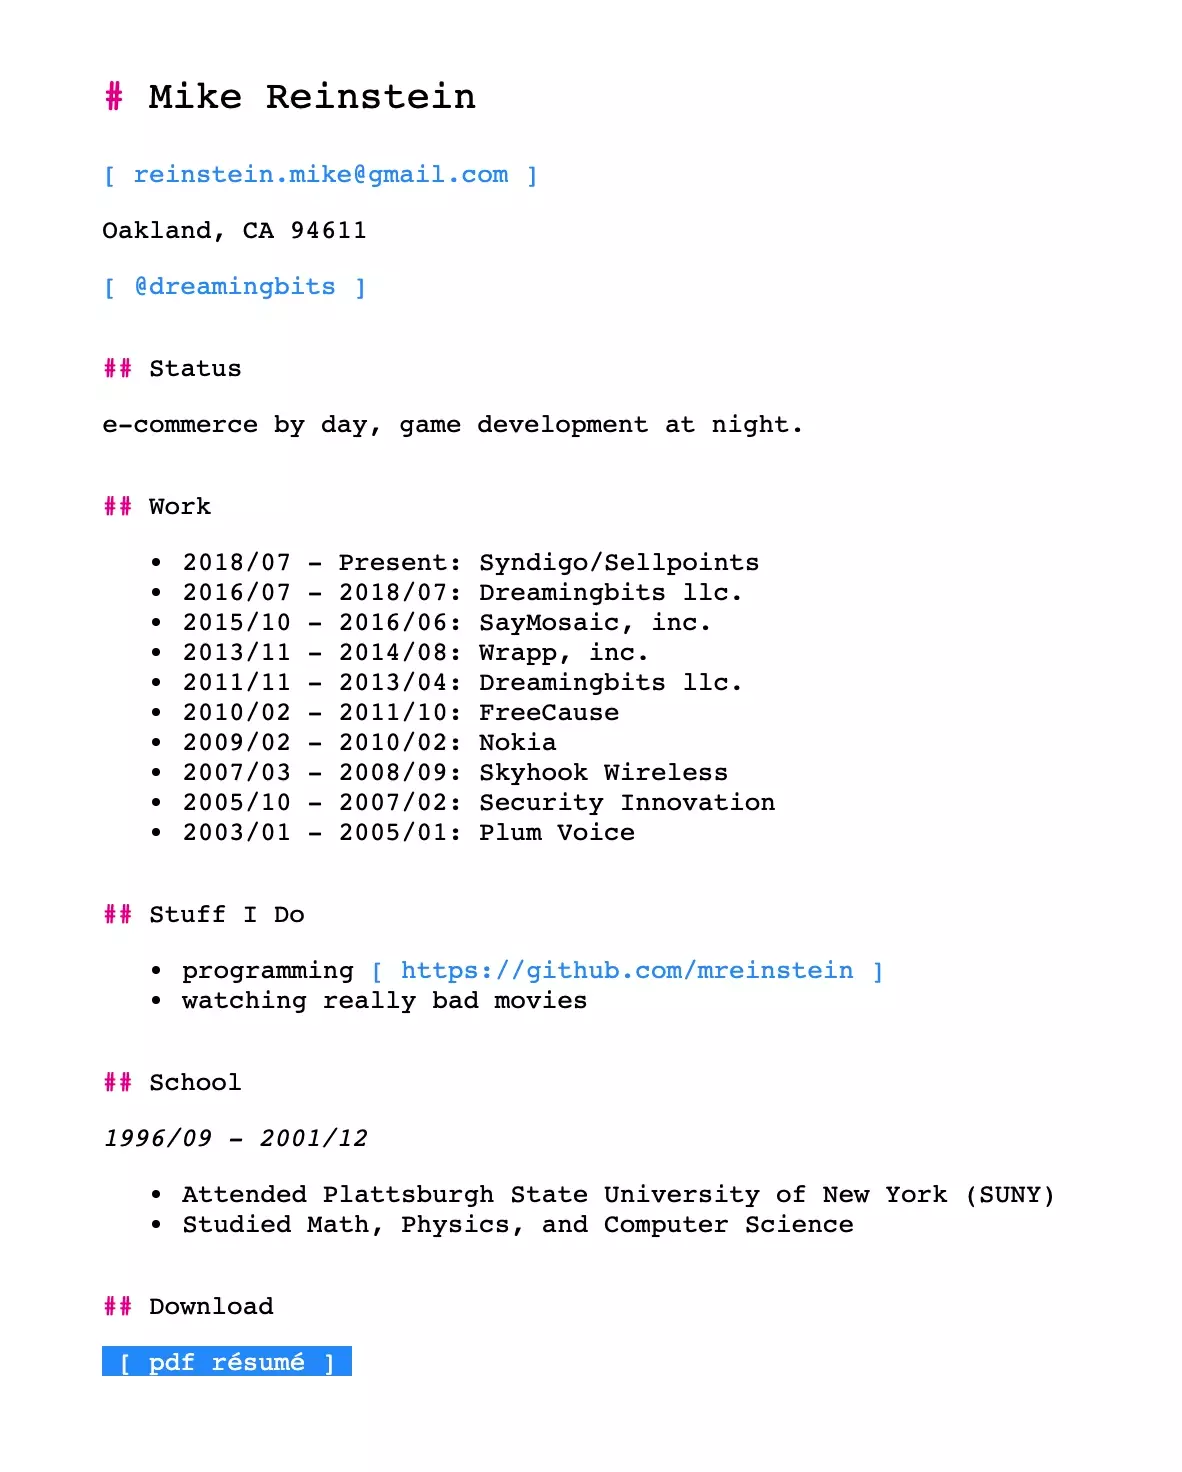 # Mike Reinstein
[ reinstein.mike@gmail.com ]
Oakland, CA 94611
[ @dreamingbits ]
## Status
e-commerce by day, game development at night.
## Work
• 2018/07 - Present: Syndigo/Sellpoints
• 2016/07 - 2018/07: Dreamingbits llc.
• 2015/10 - 2016/06: SayMosaic, inc.
• 2013/11 - 2014/08: Wrapp, inc.
• 2011/11 - 2013/04: Dreamingbits llc.
• 2010/02 - 2011/10: FreeCause
• 2009/02 - 2010/02: Nokia
• 2007/03 - 2008/09: Skyhook Wireless
• 2005/10 - 2007/02: Security Innovation
• 2003/01 - 2005/01: Plum Voice
## Stuff I Do
• programming [ https://github.com/mreinstein ]
• watching really bad movies
## School
1996/09 - 2001/12
• Attended Plattsburgh State University of New York (SUNY)
• Studied Math, Physics, and Computer Science
## Download
[ pdf résumé ]